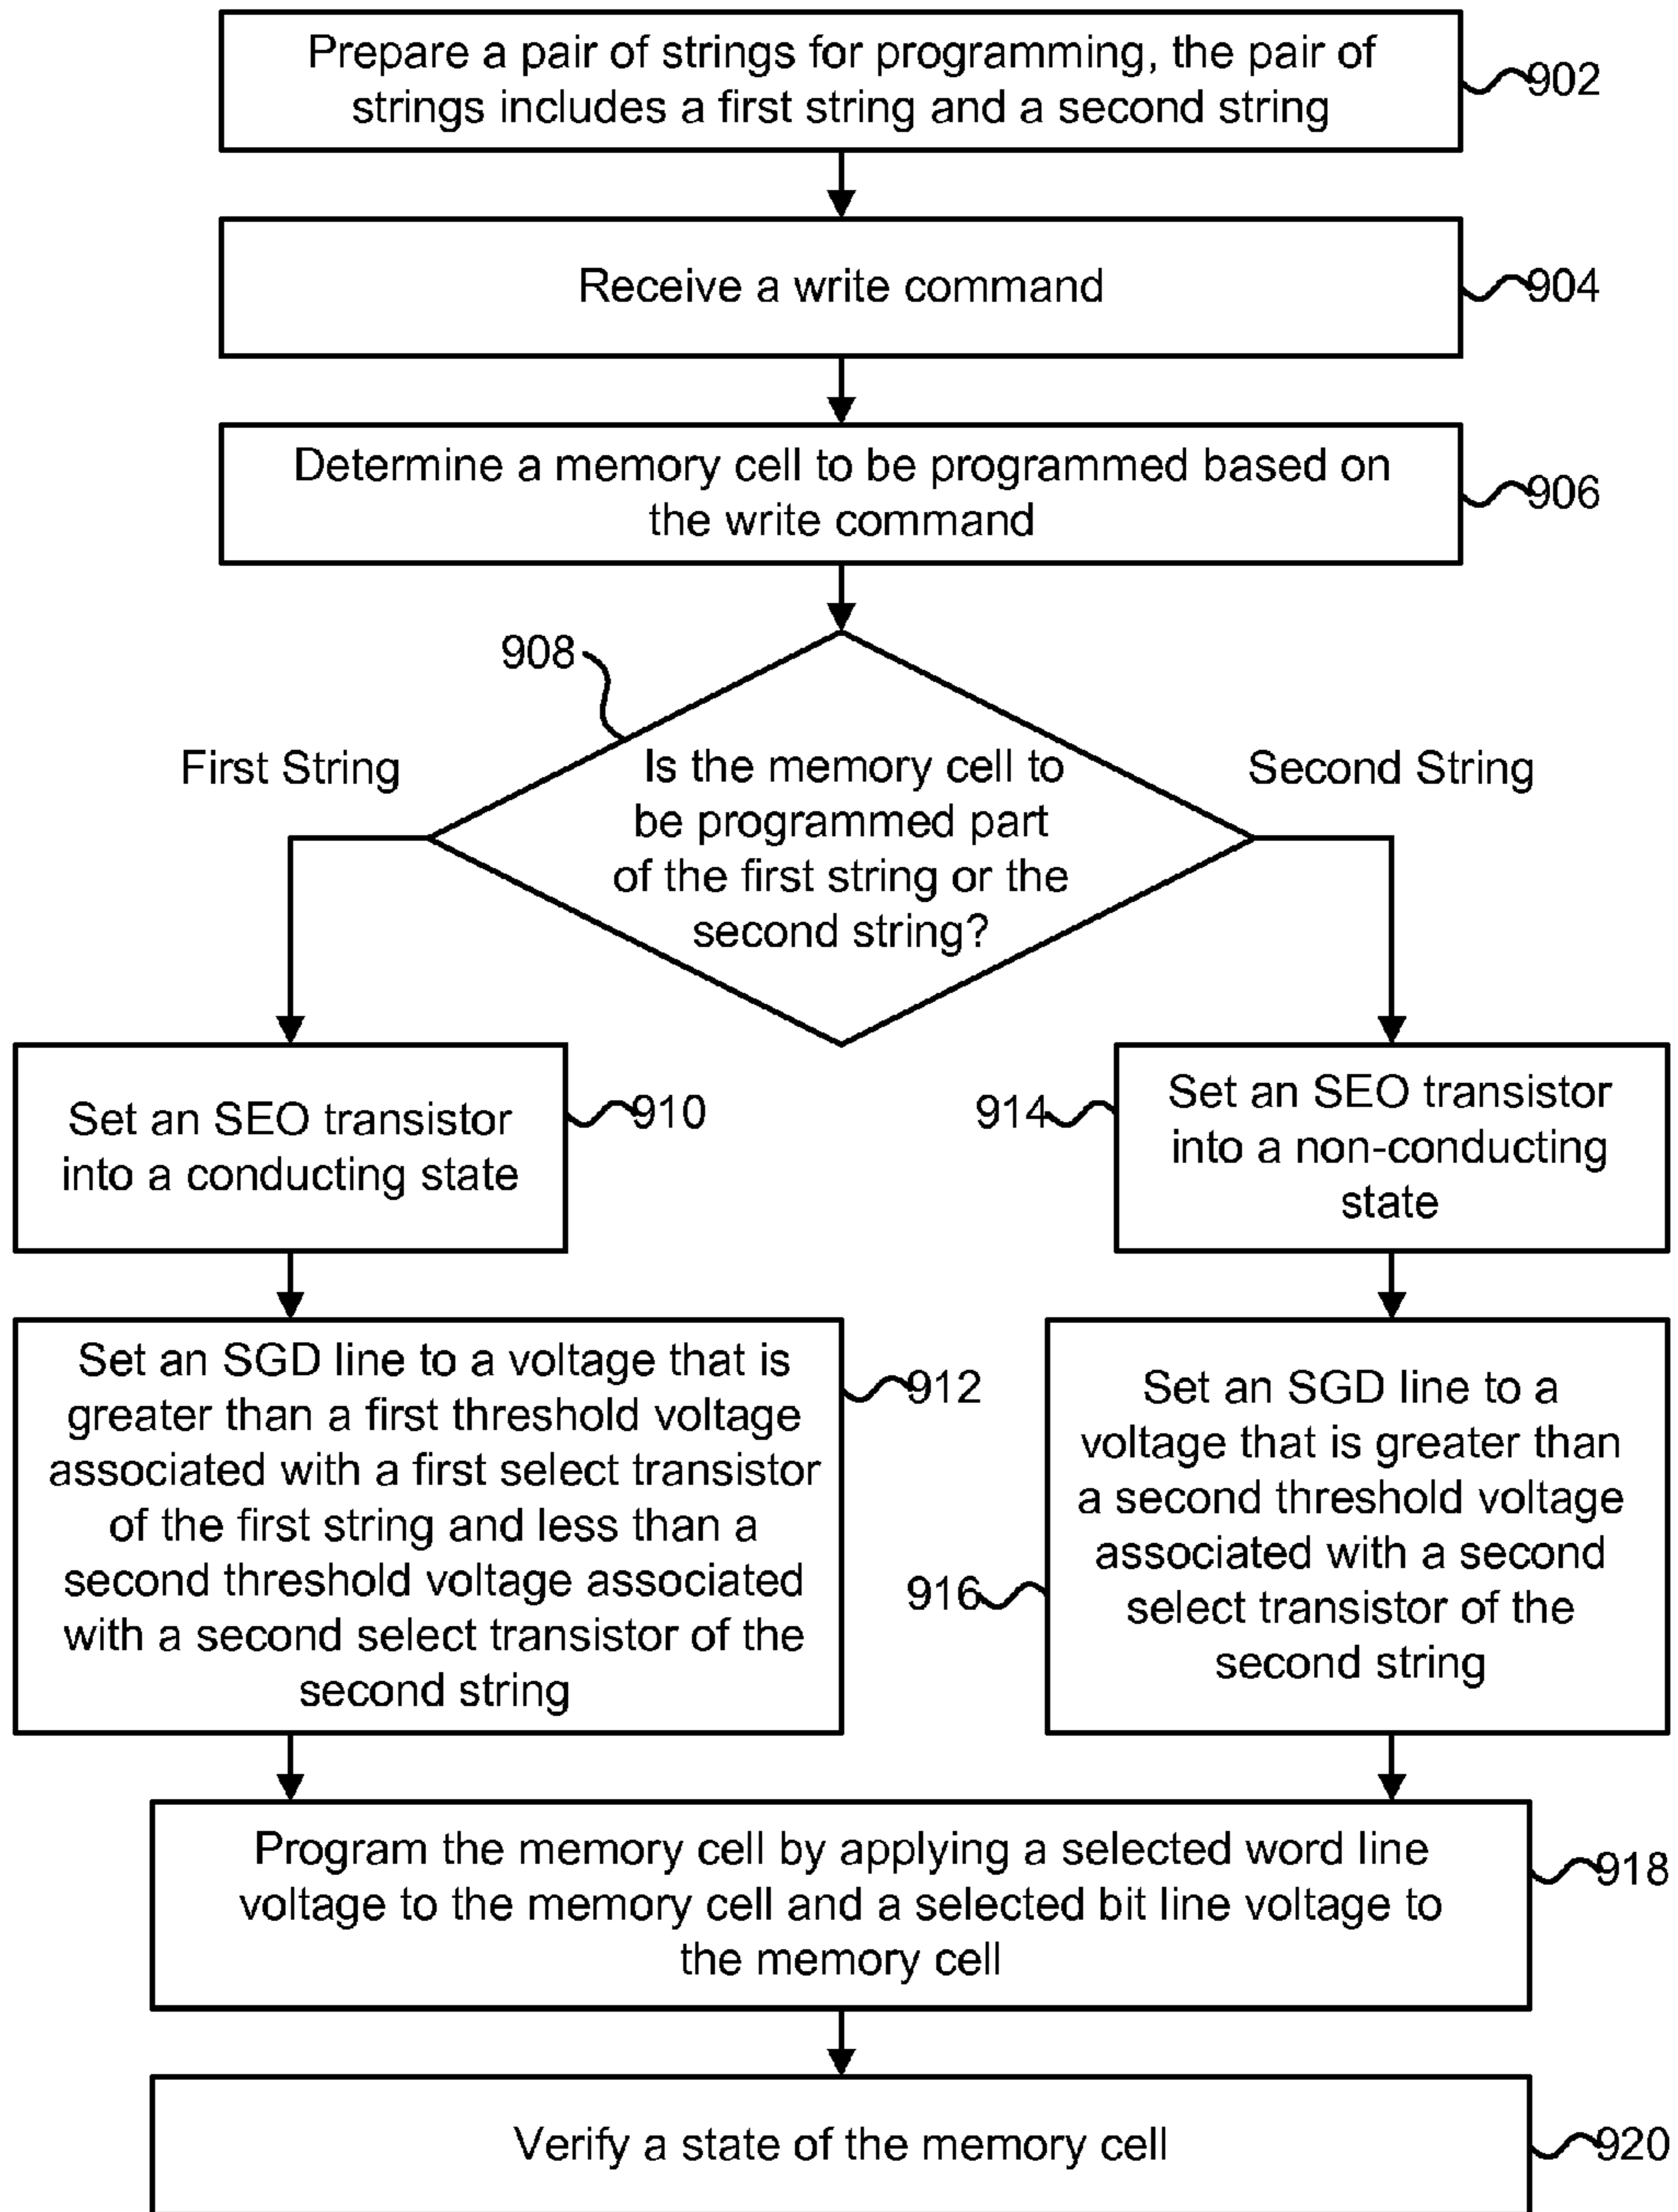 Prepare a pair of strings for programming, the pair of
strings includes a first string and a second string
902
Receive a write command
904
Determine a memory cell to be programmed based on
the write command
906
908
First String
Is the memory cell to
be programmed part
of the first string or the
second string?
Second String
Set an SEO transistor
into a conducting state
910
914
Set an SEO transistor
into a non-conducting
state
Set an SGD line to a voltage that is
greater than a first threshold voltage
associated with a first select transistor
of the first string and less than a
second threshold voltage associated
with a second select transistor of the
second string
912
916
Set an SGD line to a
voltage that is greater than
a second threshold voltage
associated with a second
select transistor of the
second string
Program the memory cell by applying a selected word line
voltage to the memory cell and a selected bit line voltage to
the memory cell
918
Verify a state of the memory cell
920